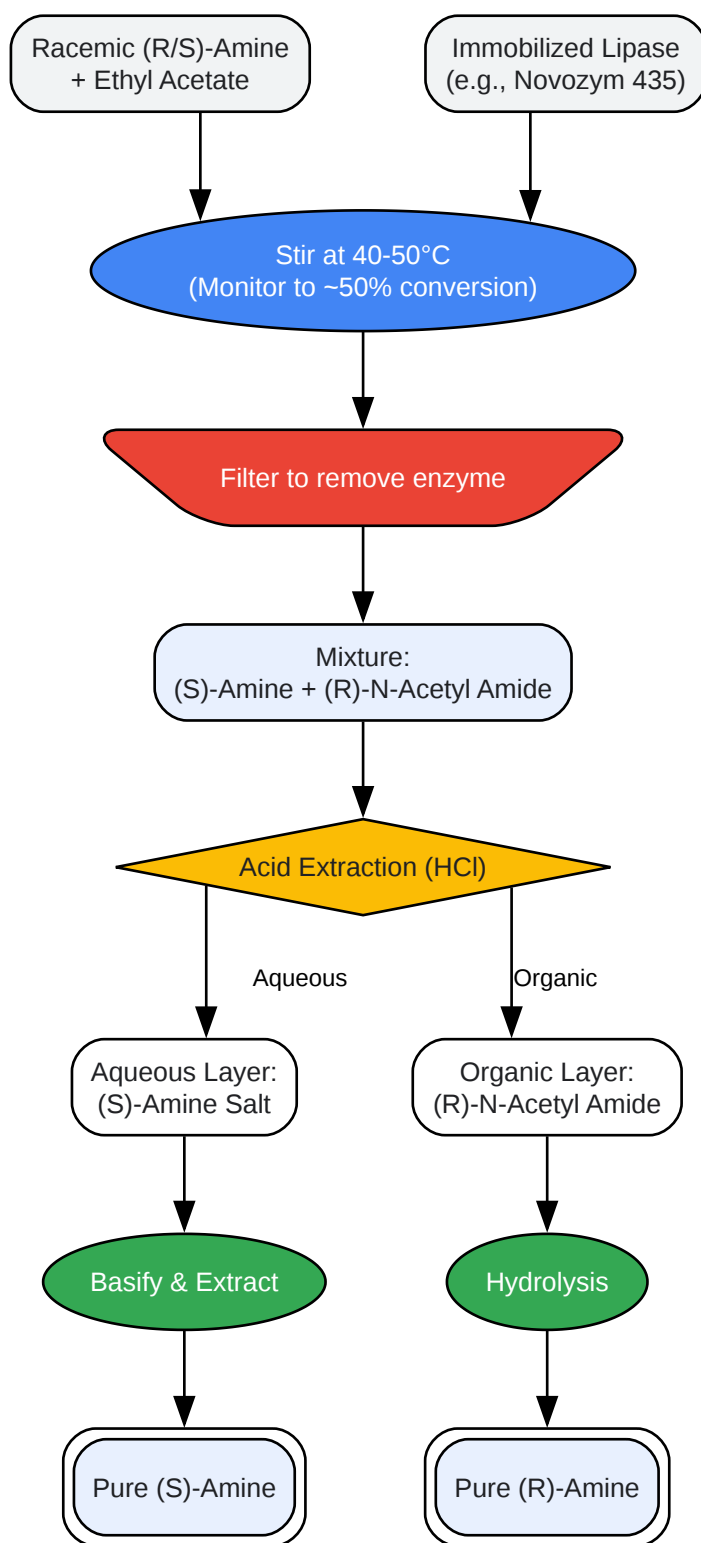 Racemic (R/S)-Amine
+ Ethyl Acetate
Immobilized Lipase
(e.g., Novozym 435)
Stir at 40-50°C
(Monitor to ~50% conversion)
Filter to remove enzyme
Mixture:
(S)-Amine + (R)-N-Acetyl Amide
Acid Extraction (HCl)
Aqueous
Organic
Aqueous Layer:
(S)-Amine Salt
Organic Layer:
(R)-N-Acetyl Amide
Basify & Extract
Hydrolysis
Pure (S)-Amine
Pure (R)-Amine